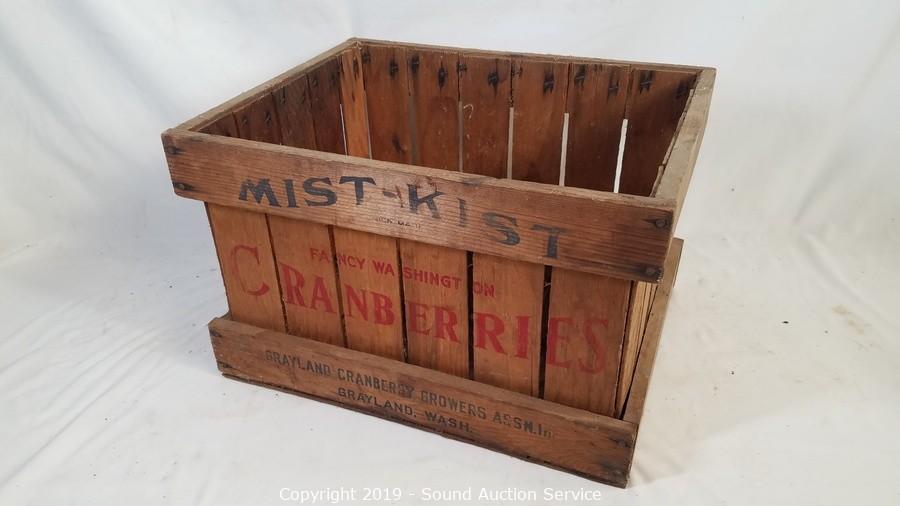 MIST-KIST
FANCY WASHINGTON
CRANBERRIES
GRAYLAND CRANBERRY GROWERS ASSN. Inc
GRAYLAND, WASH.
Copyright 2019 - Sound Auction Service